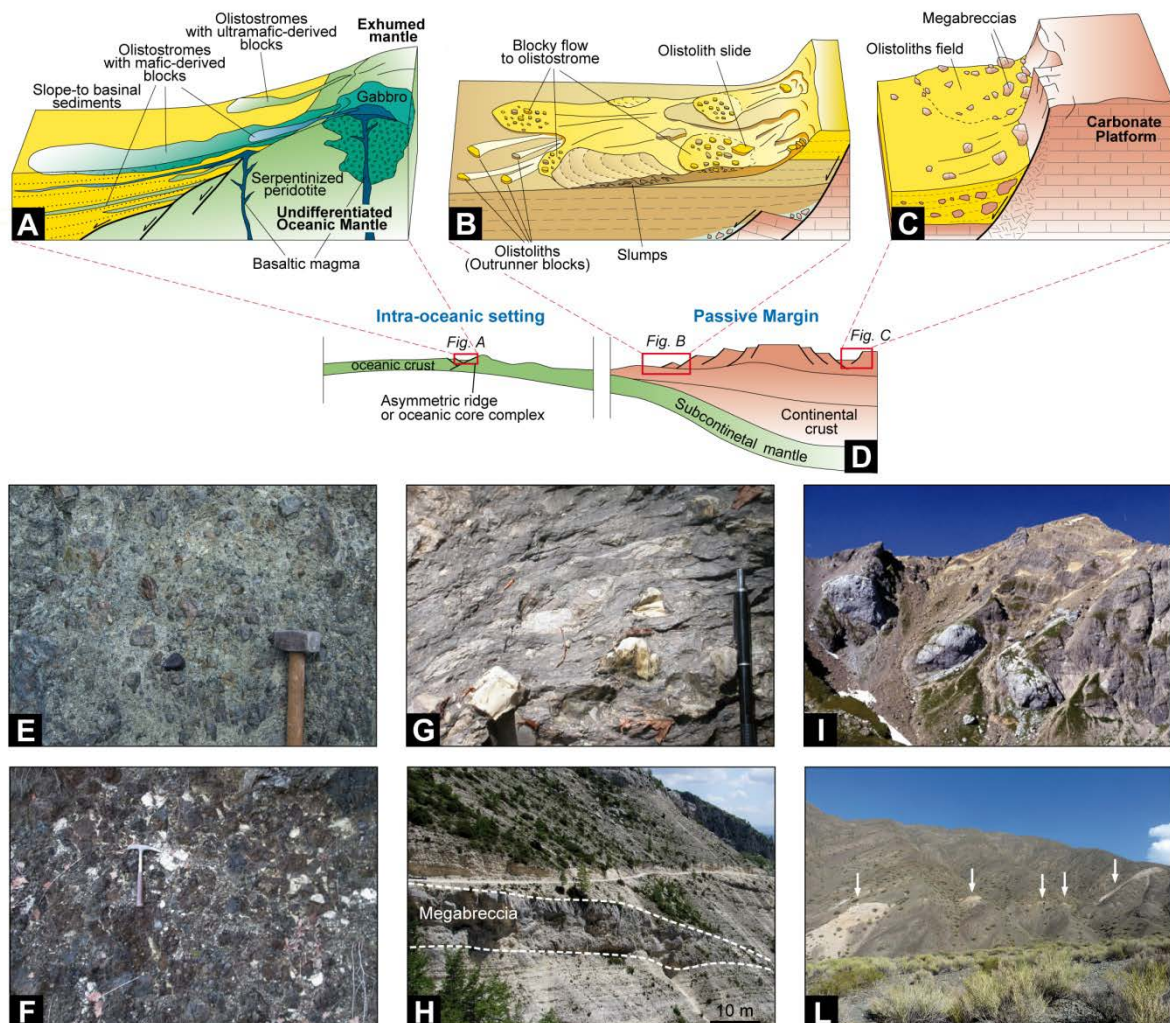 Olistostromes
with ultramafic-derived
blocks
Exhumed
mantle
Olistostromes
with mafic-derived
blocks
Slope-to basinal
sediments
Gabbro
Serpentinized
peridotite
Undifferentiated
Oceanic Mantle
Basaltic magma
A
Blocky flow
to olistostrome
Olistolith slide
Olistoliths
(Outrunner blocks)
Slumps
B
Megabreccias
Olistoliths field
Carbonate
Platform
C
Intra-oceanic setting
Passive Margin
Fig. A
Fig. B
Fig. C
oceanic crust
Asymmetric ridge
or oceanic core complex
Subcontinetal mantle
Continental
crust
D
E
G
I
F
Megabreccia
10 m
H
L